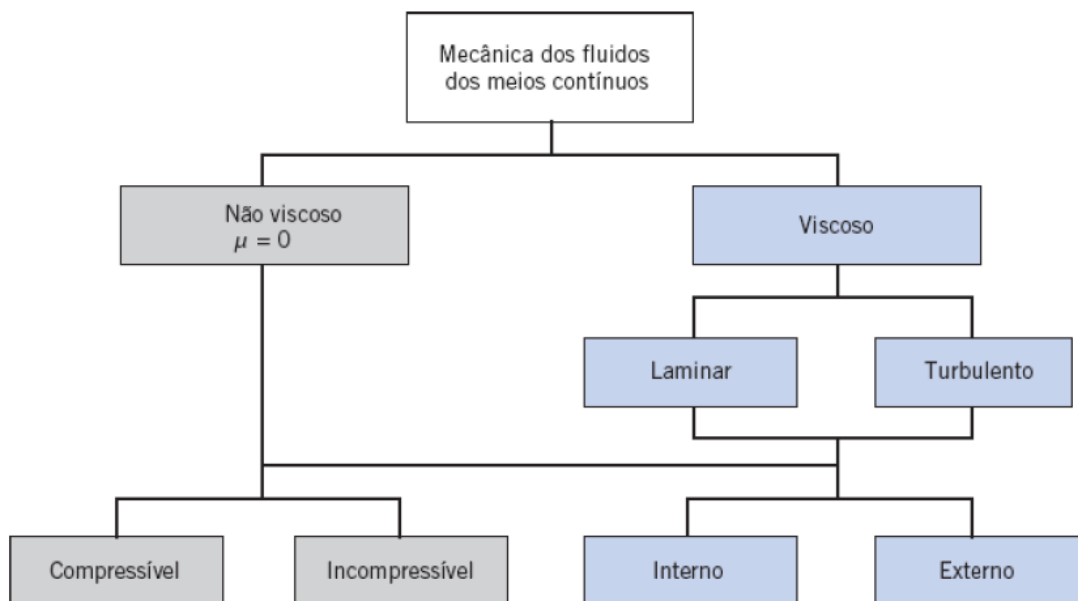 Mecânica dos fluidos
dos meios contínuos
Não viscoso
μ = 0
Viscoso
Laminar
Turbulento
Compressível
Incompressível
Interno
Externo